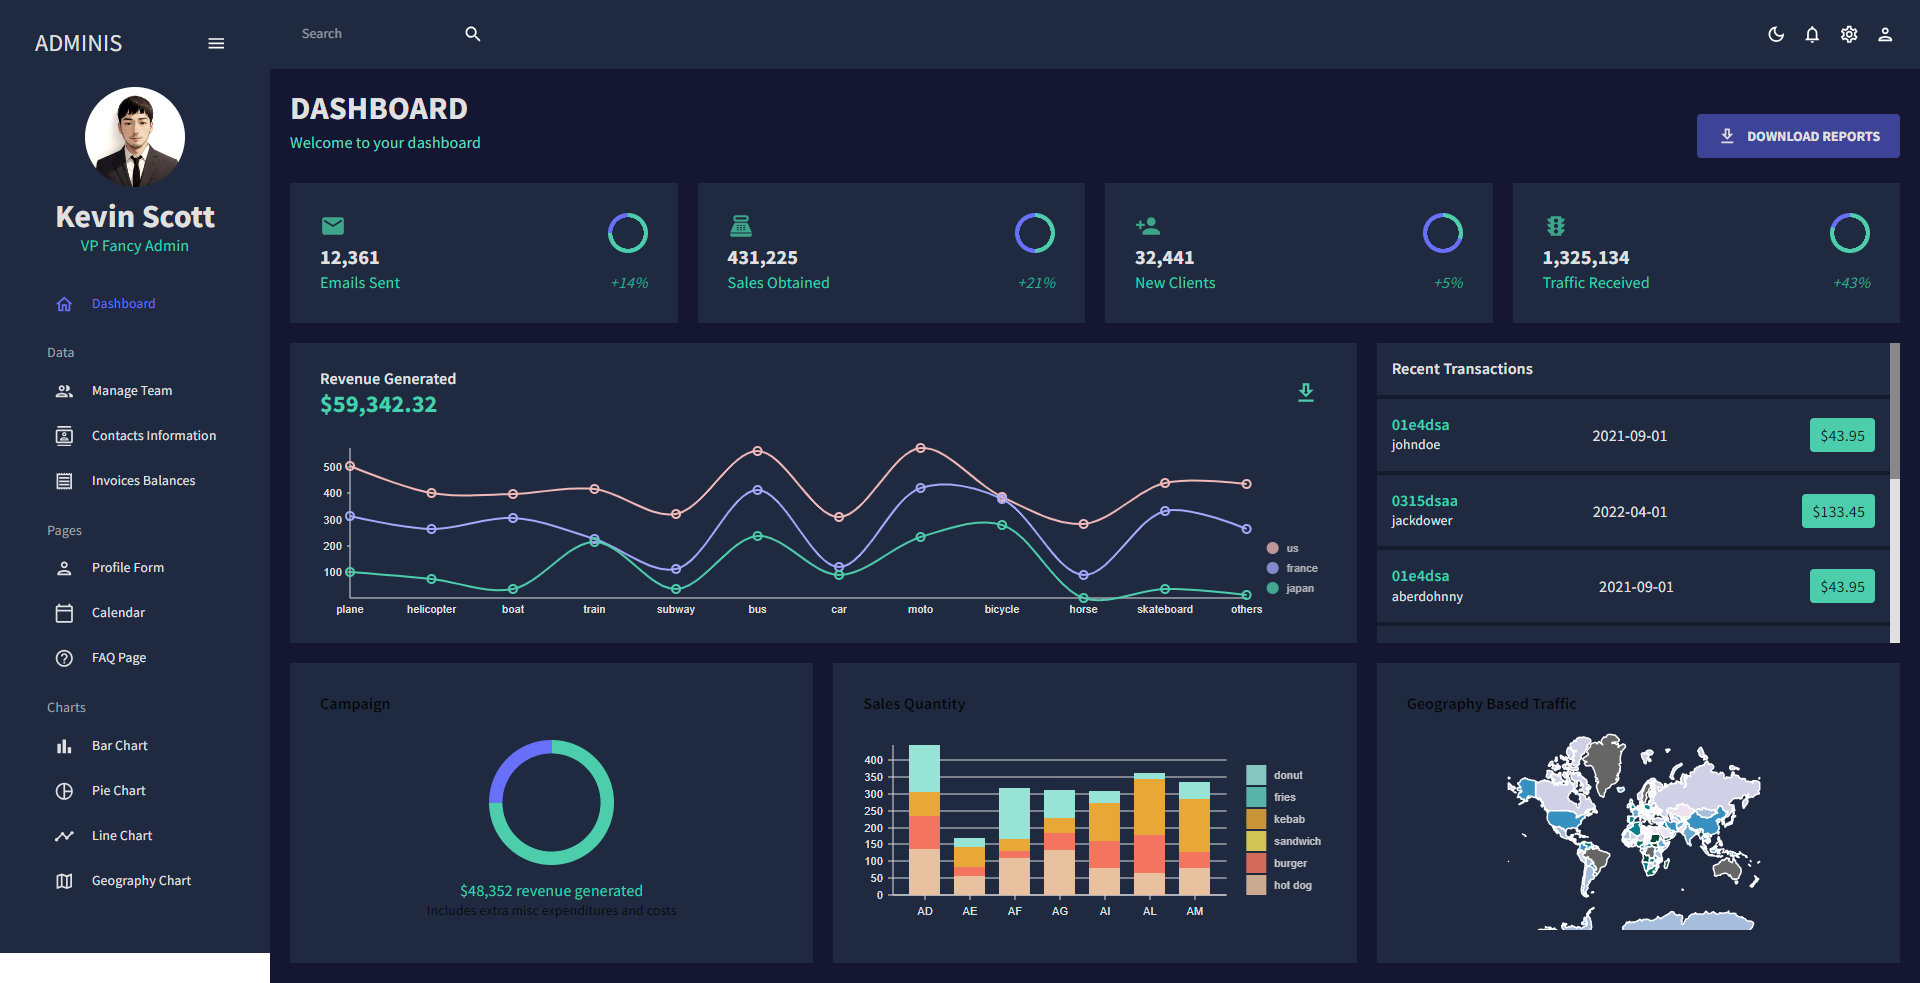 ADMINIS
Search
Kevin Scott
VP Fancy Admin
Dashboard
Data
Manage Team
Contacts Information
Invoices Balances
Pages
Profile Form
Calendar
FAQ Page
Charts
Bar Chart
Pie Chart
Line Chart
Geography Chart
DASHBOARD
Welcome to your dashboard
DOWNLOAD REPORTS
12,361
Emails Sent
+14%
431,225
Sales Obtained
+21%
32,441
New Clients
+5%
1,325,134
Traffic Received
+43%
Revenue Generated
$59,342.32
500
400
300
200
100
plane helicopter boat train subway bus car moto bicycle horse skateboard others
us
france
japan
Recent Transactions
01e4dsa
johndoe
2021-09-01
$43.95
0315dsaa
jackdower
2022-04-01
$133.45
01e4dsa
aberdohnny
2021-09-01
$43.95
Campaign
$48,352 revenue generated
Includes extra misc expenditures and costs
Sales Quantity
400
350
300
250
200
150
100
50
0
AD AE AF AG AI AL AM
donut
fries
kebab
sandwich
burger
hot dog
Geography Based Traffic